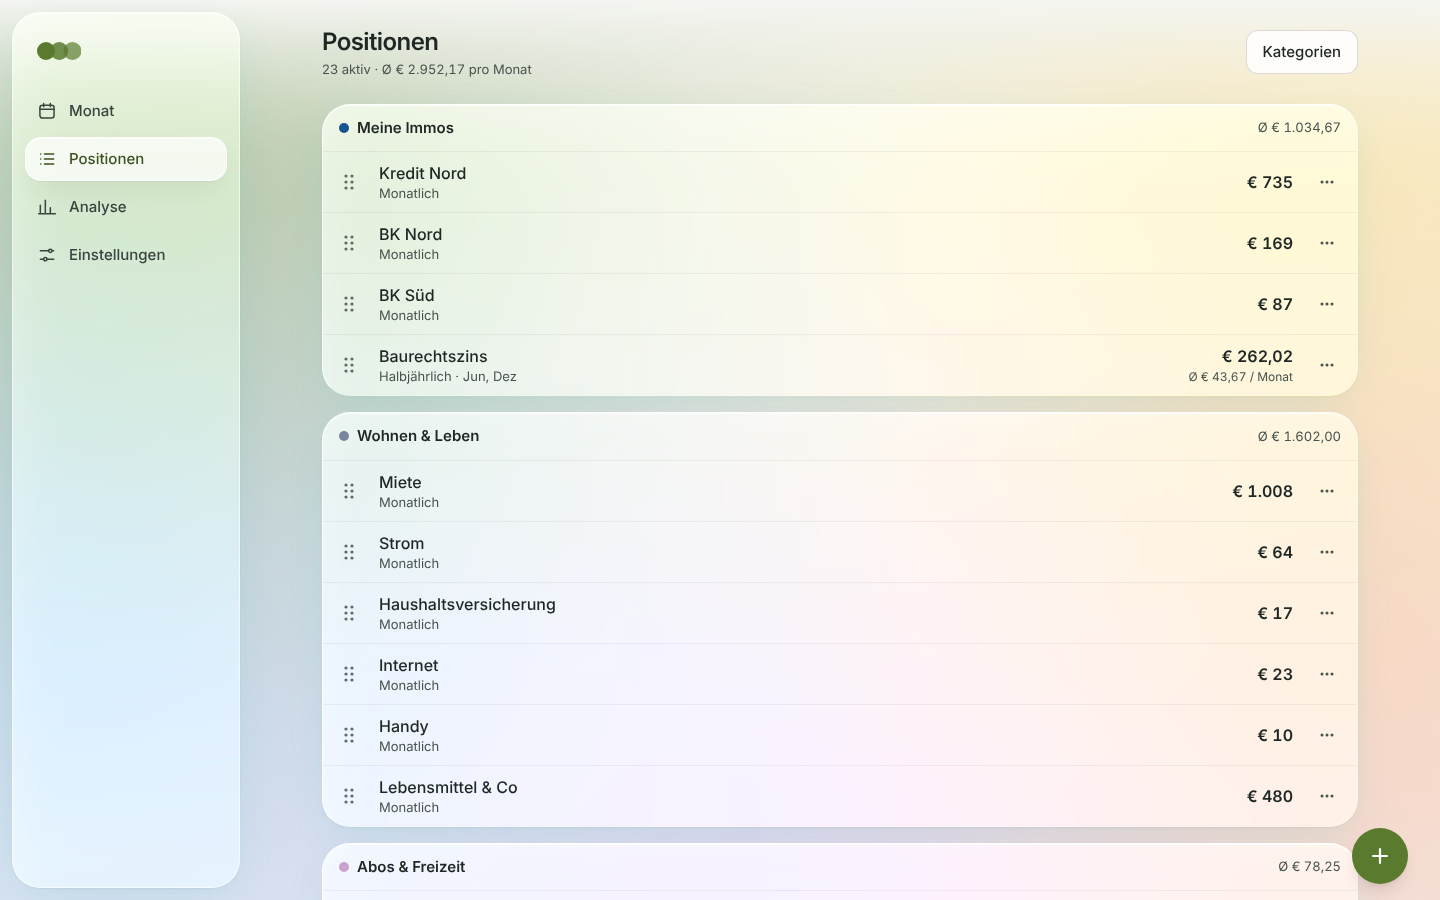 Positionen
23 aktiv · Ø € 2.952,17 pro Monat
Kategorien
Monat
Positionen
Analyse
Einstellungen
Meine Immos
Ø € 1.034,67
Kredit Nord
Monatlich
€ 735
BK Nord
Monatlich
€ 169
BK Süd
Monatlich
€ 87
Baurechtszins
Halbjährlich · Jun, Dez
€ 262,02
Ø € 43,67 / Monat
Wohnen & Leben
Ø € 1.602,00
Miete
Monatlich
€ 1.008
Strom
Monatlich
€ 64
Haushaltsversicherung
Monatlich
€ 17
Internet
Monatlich
€ 23
Handy
Monatlich
€ 10
Lebensmittel & Co
Monatlich
€ 480
Abos & Freizeit
Ø € 78,25